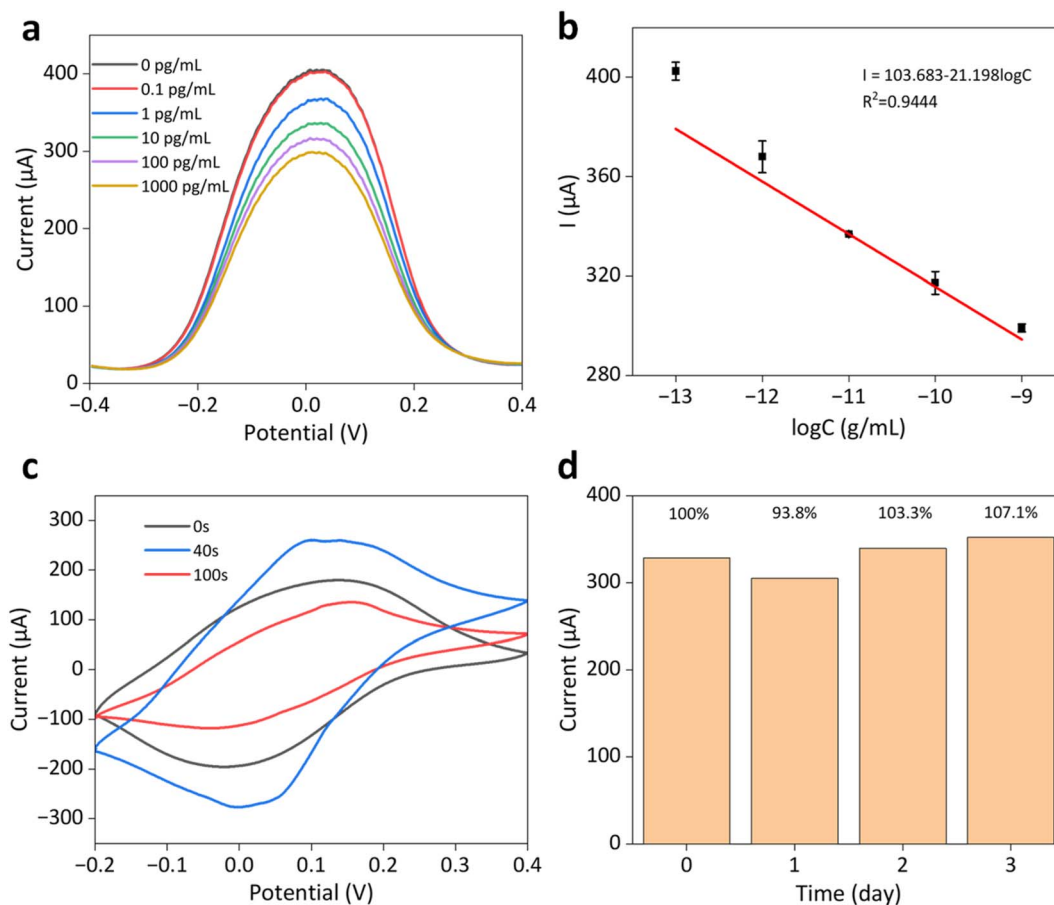 a
0 pg/mL
0.1 pg/mL
1 pg/mL
10 pg/mL
100 pg/mL
1000 pg/mL
400
300
200
100
0
Current (µA)
−0.4
−0.2
0.0
0.2
0.4
Potential (V)
b
I = 103.683-21.198logC
R²=0.9444
400
360
320
280
I (µA)
−13
−12
−11
−10
−9
logC (g/mL)
c
0s
40s
100s
300
200
100
0
−100
−200
−300
Current (µA)
−0.2
0.0
0.1
0.2
0.3
0.4
Potential (V)
d
100%
93.8%
103.3%
107.1%
400
300
200
100
0
Current (µA)
0
1
2
3
Time (day)